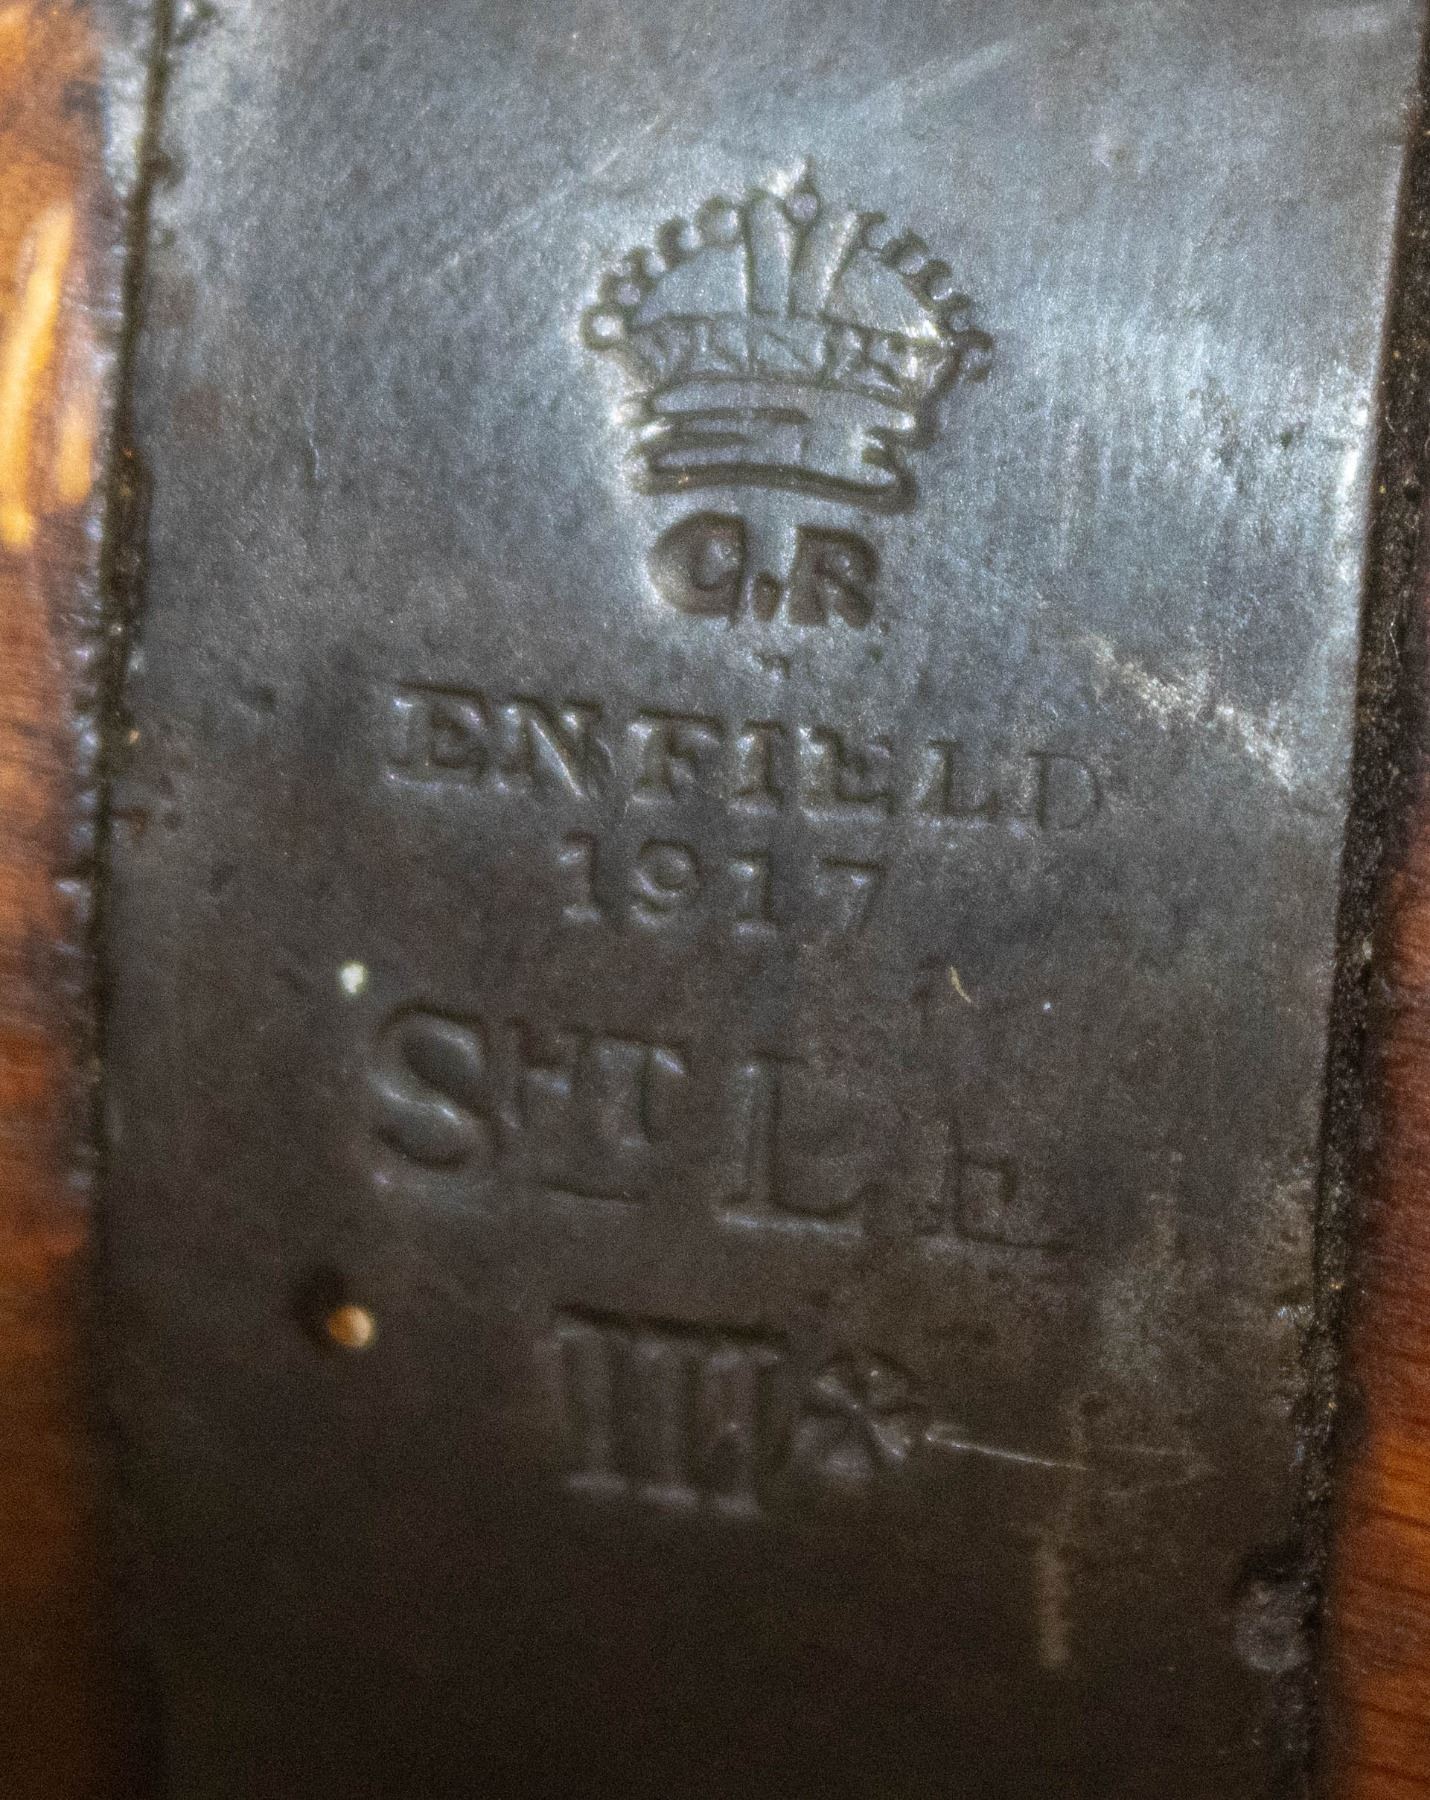 G.R.
ENFIELD
1917
SHT L E
III*